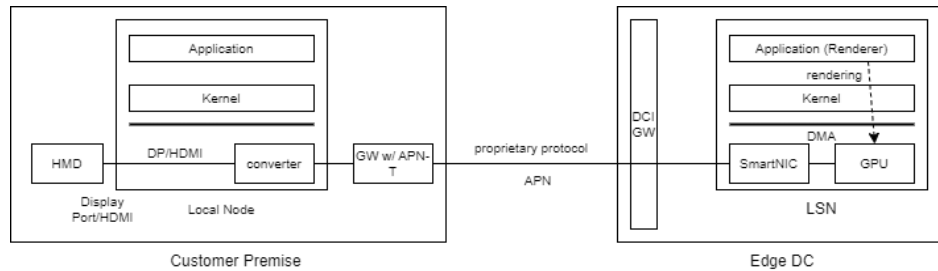 Application
Kernel
DP/HDMI
HMD
converter
Display
Port/HDMI
Local Node
GW w/ APN-
T
Customer Premise
proprietary protocol
APN
DCI
GW
Application (Renderer)
rendering
Kernel
DMA
SmartNIC
GPU
LSN
Edge DC